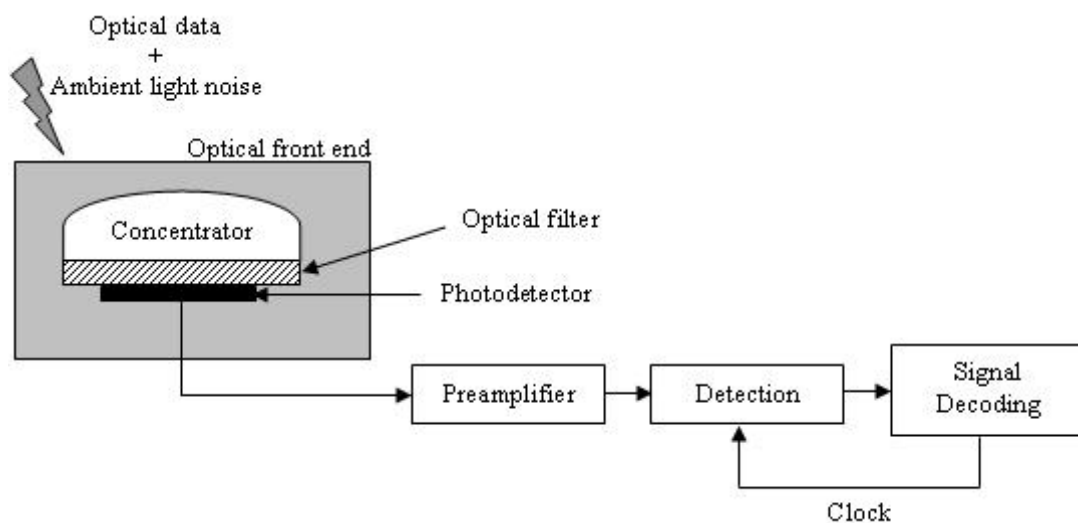 Optical data
+
Ambient light noise
Optical front end
Concentrator
Optical filter
Photodetector
Preamplifier
Detection
Signal
Decoding
Clock